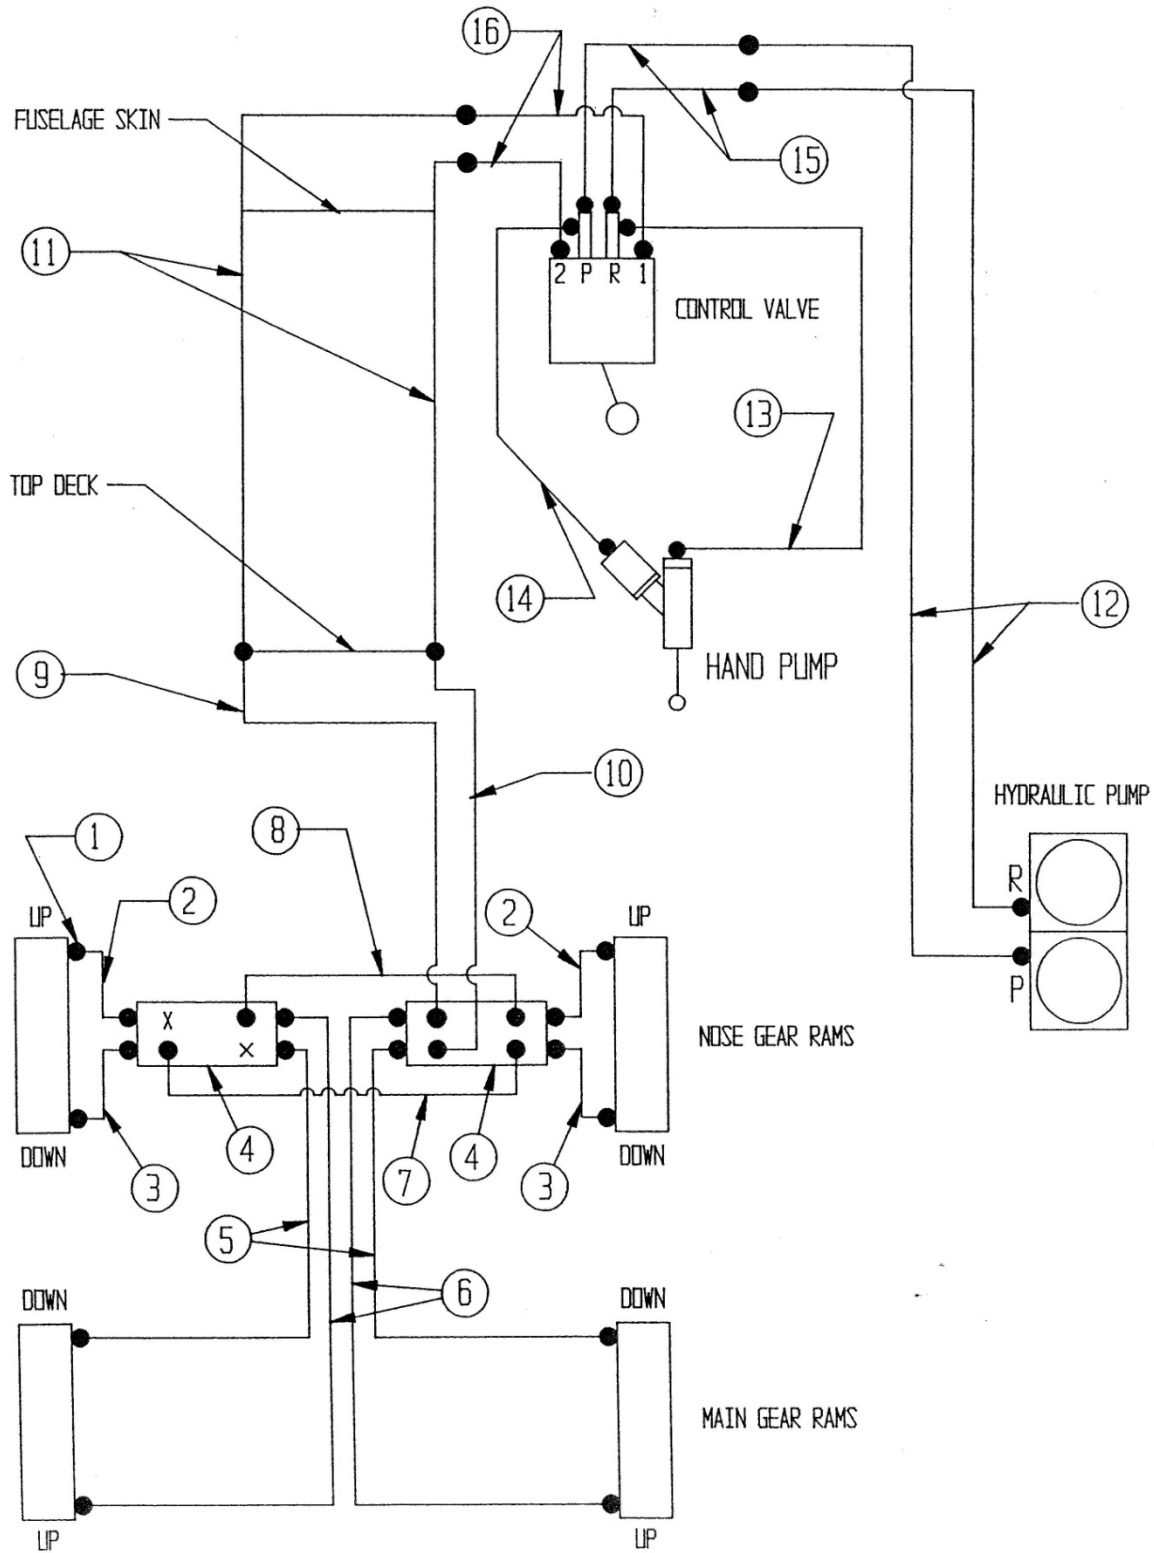 16
FUSELAGE SKIN
15
11
2 P R 1
CONTROL VALVE
13
TOP DECK
14
12
HAND PUMP
9
10
HYDRAULIC PUMP
1
8
R
2
2
UP
UP
P
X
X
NOSE GEAR RAMS
4
4
DOWN
DOWN
3
7
3
5
6
DOWN
DOWN
MAIN GEAR RAMS
UP
UP